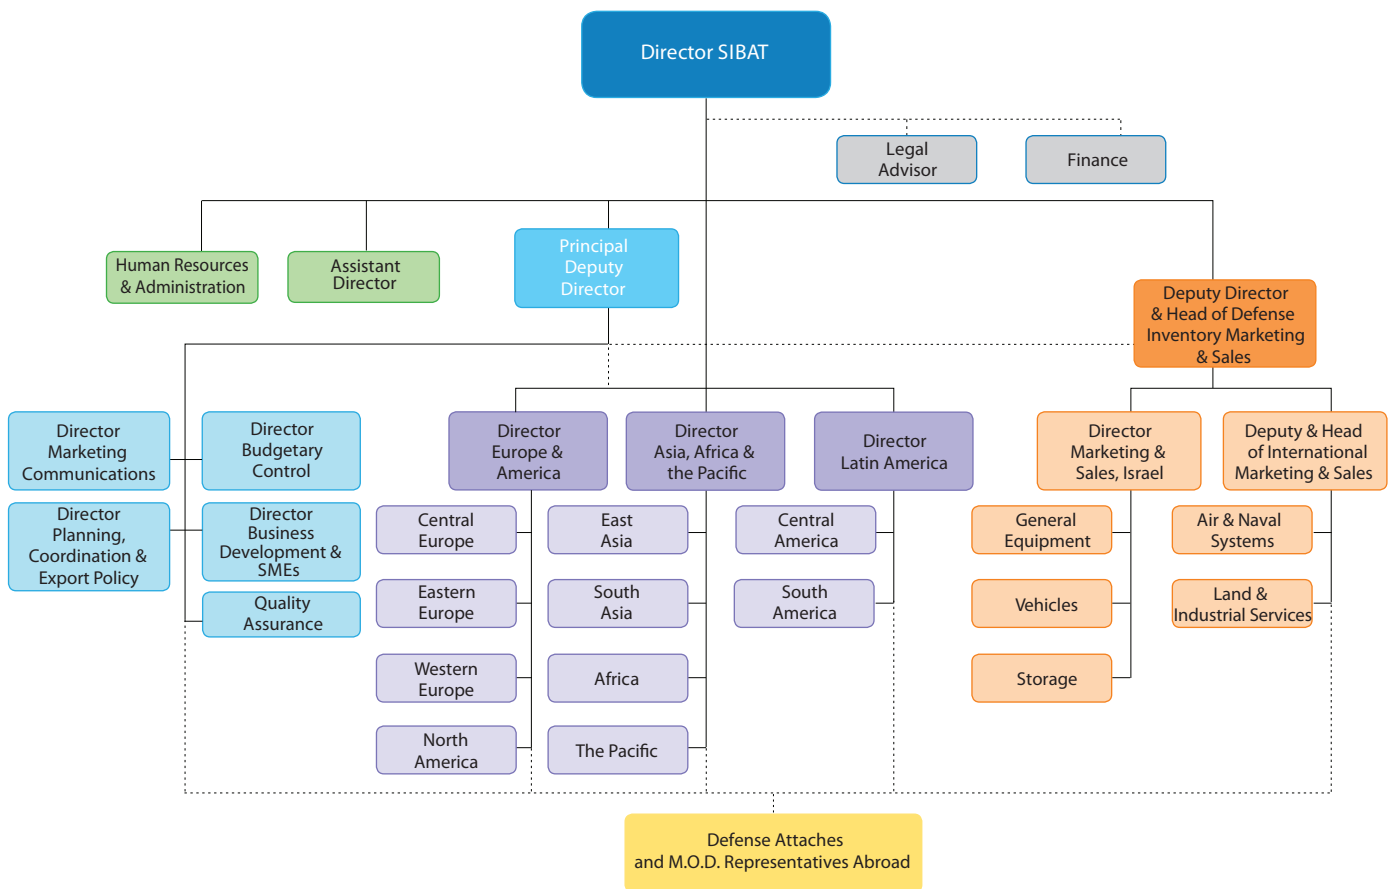 Director SIBAT
Legal
Advisor
Finance
Human Resources
& Administration
Assistant
Director
Principal
Deputy
Director
Deputy Director
& Head of Defense
Inventory Marketing
& Sales
Director
Marketing
Communications
Director
Budgetary
Control
Director
Planning,
Coordination &
Export Policy
Director
Business
Development &
SMEs
Quality
Assurance
Director
Europe &
America
Central
Europe
Eastern
Europe
Western
Europe
North
America
Director
Asia, Africa &
the Pacific
East
Asia
South
Asia
Africa
The Pacific
Director
Latin America
Central
America
South
America
Director
Marketing &
Sales, Israel
General
Equipment
Vehicles
Storage
Deputy & Head
of International
Marketing & Sales
Air & Naval
Systems
Land &
Industrial Services
Defense Attaches
and M.O.D. Representatives Abroad